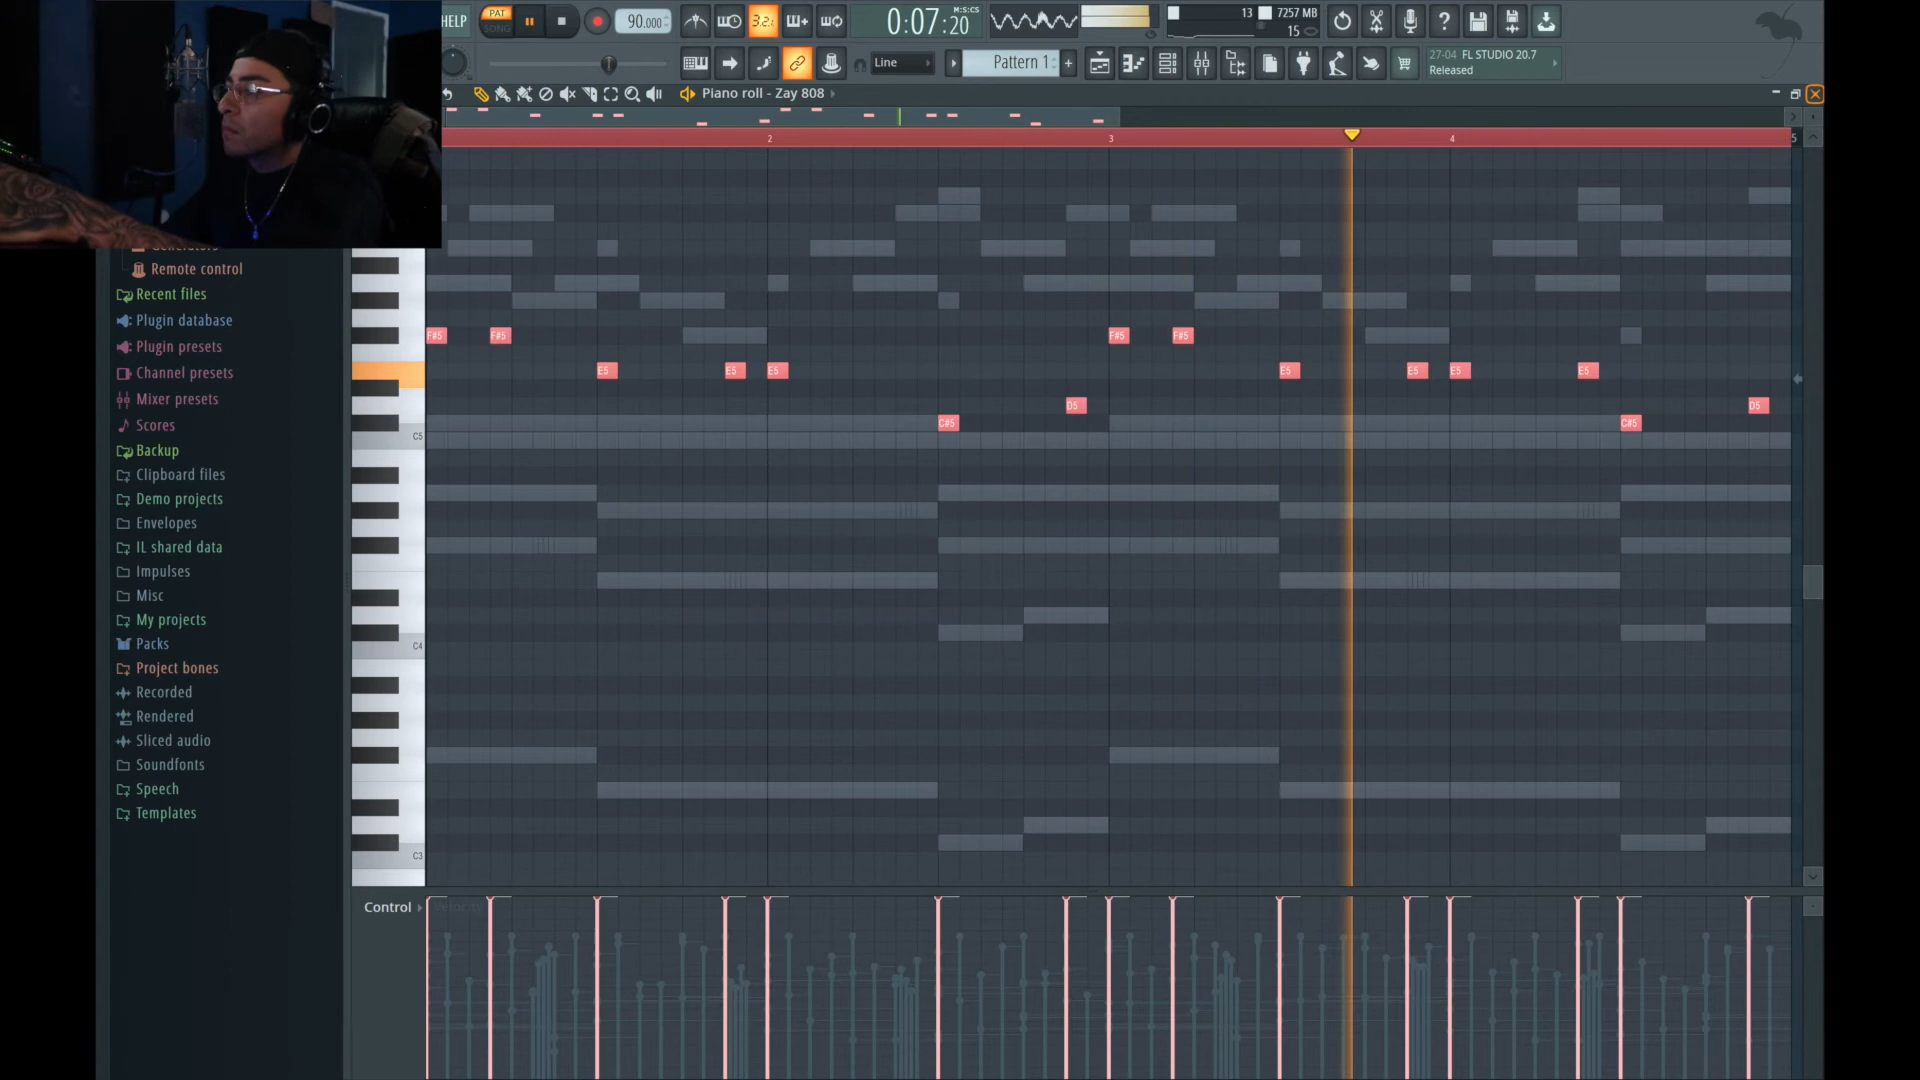 HELP
PAT
SONG
90.000
3.2.
0:07:20
M:S:CS
13
7257 MB
15
Line
Pattern 1
+
27-04 FL STUDIO 20.7
Released
Piano roll - Zay 808
2
3
4
5
Generators
Remote control
Recent files
Plugin database
Plugin presets
Channel presets
Mixer presets
Scores
Backup
Clipboard files
Demo projects
Envelopes
IL shared data
Impulses
Misc
My projects
Packs
Project bones
Recorded
Rendered
Sliced audio
Soundfonts
Speech
Templates
F#5
F#5
F#5
F#5
E5
E5
E5
E5
E5
E5
E5
D5
D5
C#5
C#5
C5
C4
C3
Control
Velocity